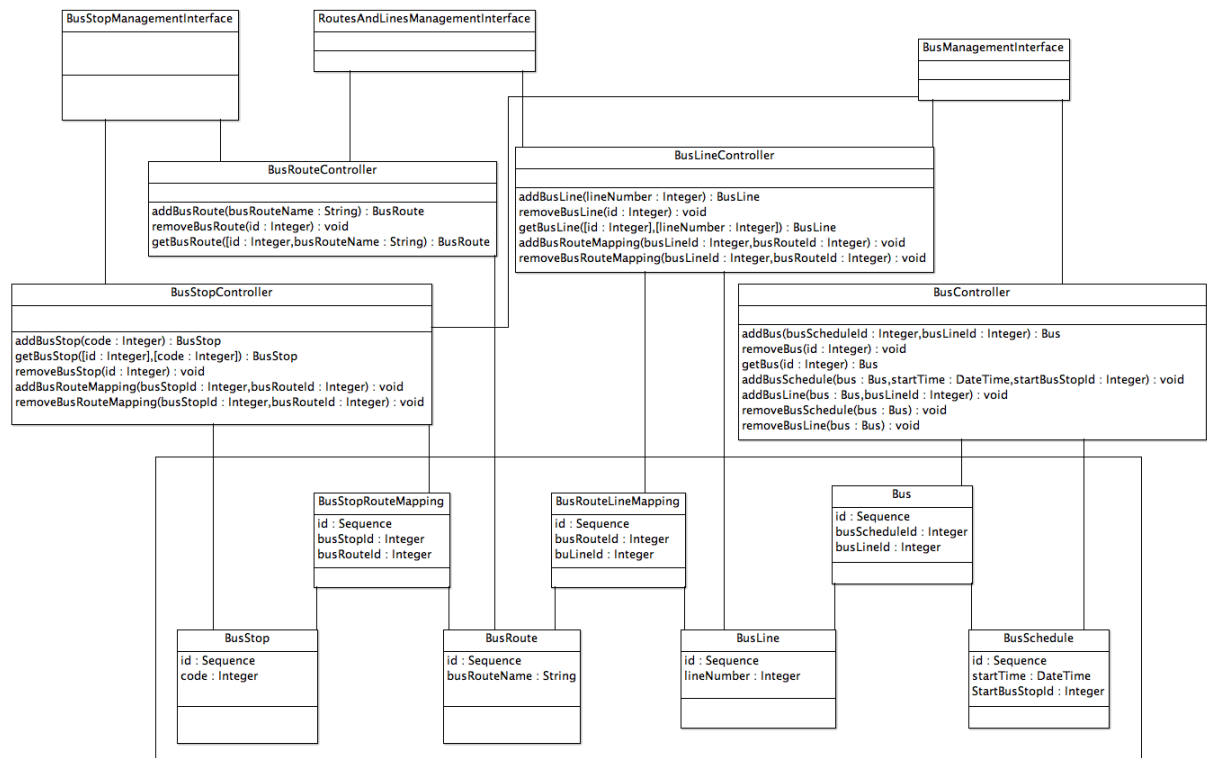 BusStopManagementInterface
RoutesAndLinesManagementInterface
BusManagementInterface
BusRouteController
addBusRoute(busRouteName : String) : BusRoute
removeBusRoute(id : Integer) : void
getBusRoute([id : Integer,busRouteName : String) : BusRoute
BusLineController
addBusLine(lineNumber : Integer) : BusLine
removeBusLine(id : Integer) : void
getBusLine([id : Integer],[lineNumber : Integer]) : BusLine
addBusRouteMapping(busLineId : Integer,busRouteId : Integer) : void
removeBusRouteMapping(busLineId : Integer,busRouteId : Integer) : void
BusStopController
addBusStop(code : Integer) : BusStop
getBusStop([id : Integer],[code : Integer]) : BusStop
removeBusStop(id : Integer) : void
addBusRouteMapping(busStopId : Integer,busRouteId : Integer) : void
removeBusRouteMapping(busStopId : Integer,busRouteId : Integer) : void
BusController
addBus(busScheduleId : Integer,busLineId : Integer) : Bus
removeBus(id : Integer) : void
getBus(id : Integer) : Bus
addBusSchedule(bus : Bus,startTime : DateTime,startBusStopId : Integer) : void
addBusLine(bus : Bus,busLineId : Integer) : void
removeBusSchedule(bus : Bus) : void
removeBusLine(bus : Bus) : void
BusStopRouteMapping
id : Sequence
busStopId : Integer
busRouteId : Integer
BusRouteLineMapping
id : Sequence
busRouteId : Integer
buLineId : Integer
Bus
id : Sequence
busScheduleId : Integer
busLineId : Integer
BusStop
id : Sequence
code : Integer
BusRoute
id : Sequence
busRouteName : String
BusLine
id : Sequence
lineNumber : Integer
BusSchedule
id : Sequence
startTime : DateTime
StartBusStopId : Integer